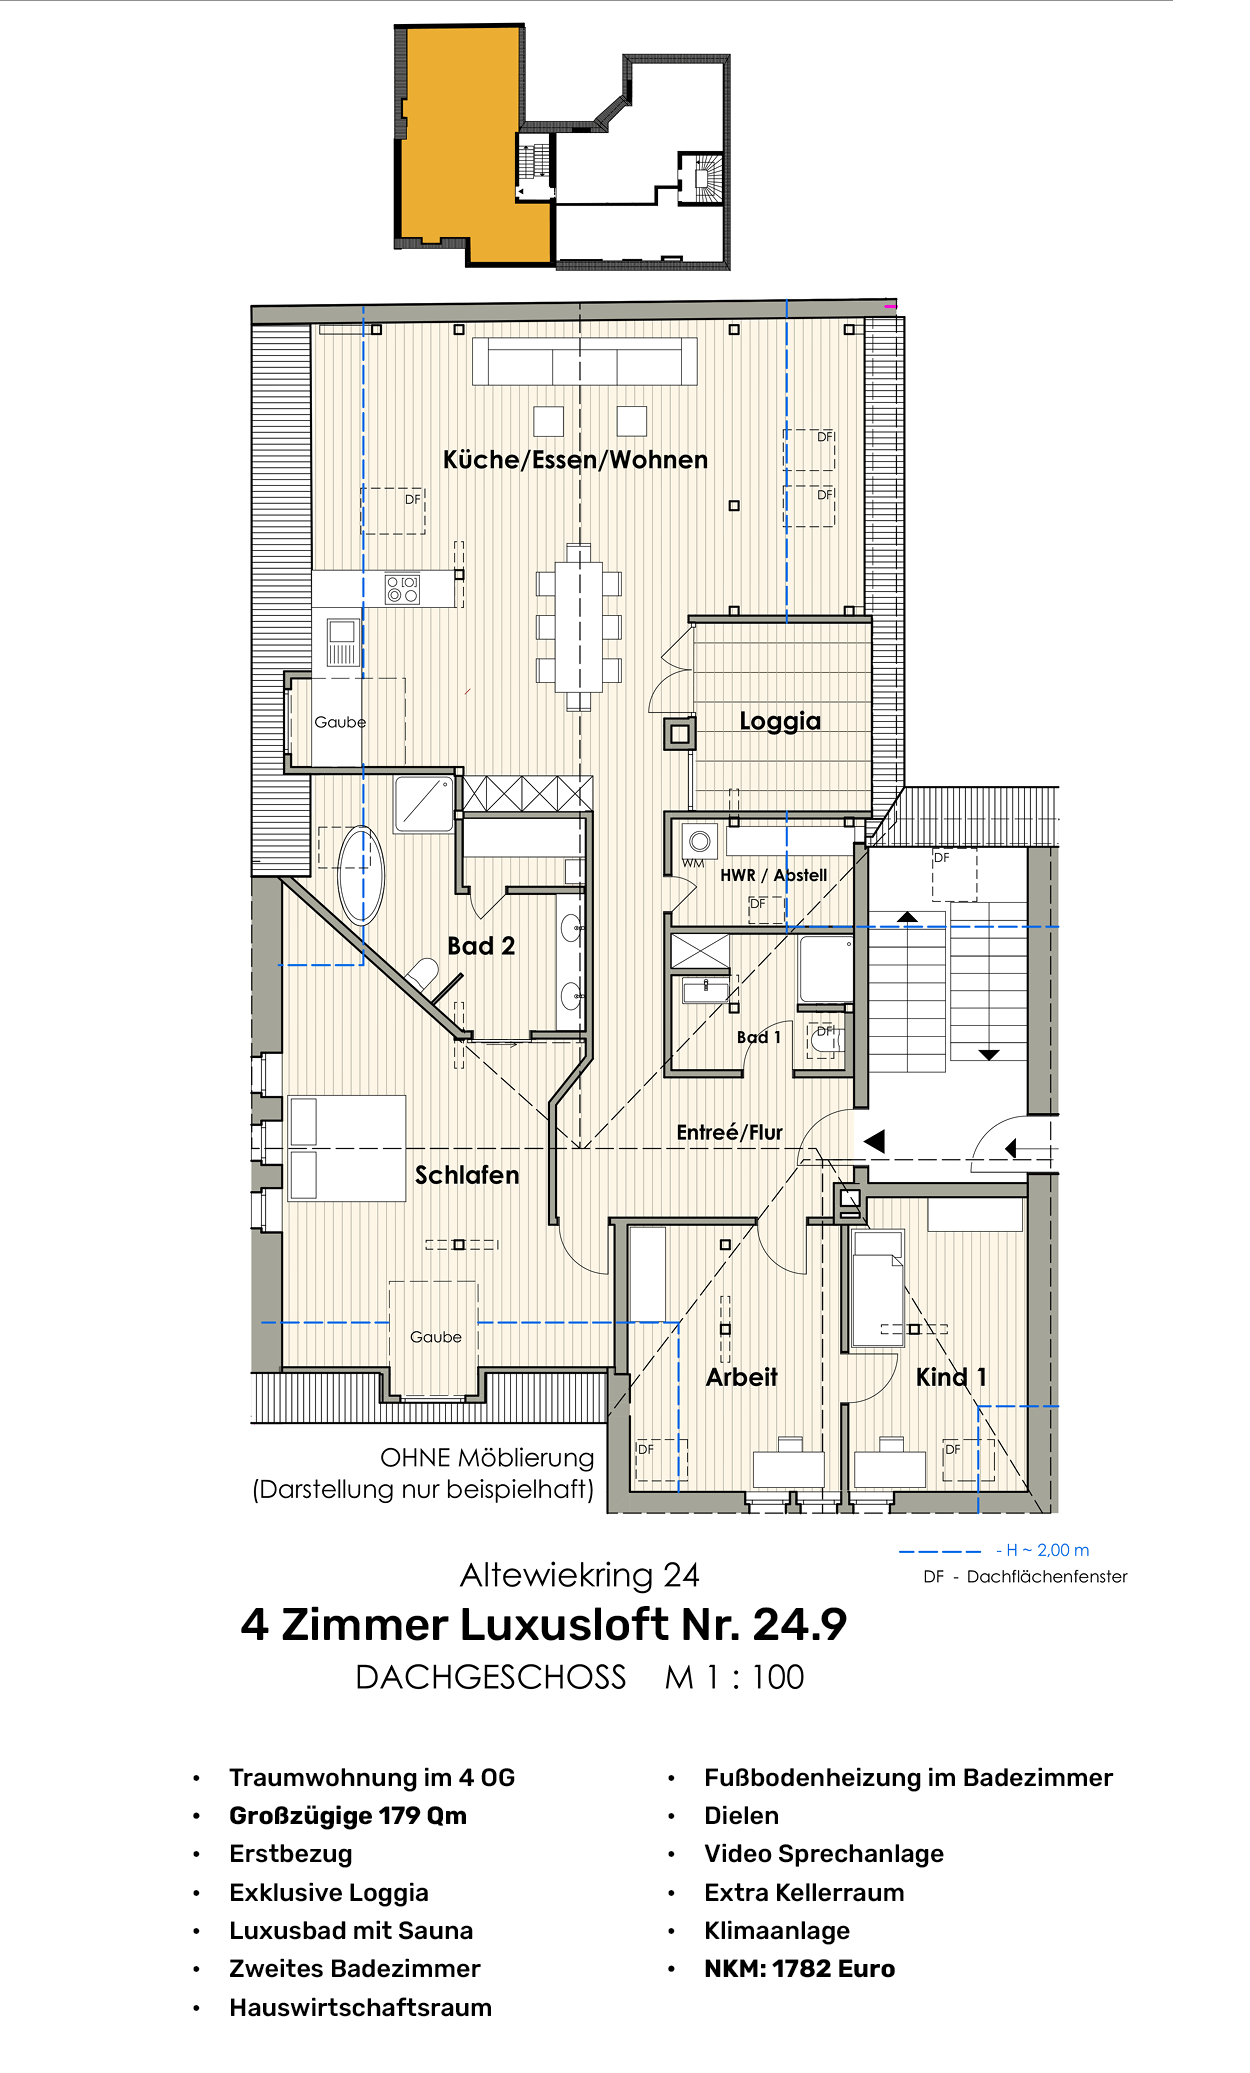 Küche/Essen/Wohnen
DF
DF
DF
Gaube
Loggia
WM
HWR / Abstell
DF
DF
Bad 2
Bad 1
DF
Entreé/Flur
Schlafen
Gaube
Arbeit
Kind 1
DF
DF
OHNE Möblierung
(Darstellung nur beispielhaft)
- H ~ 2,00 m
DF - Dachflächenfenster
Altewiekring 24
4 Zimmer Luxusloft Nr. 24.9
DACHGESCHOSS M 1 : 100
• Traumwohnung im 4 OG
• Großzügige 179 Qm
• Erstbezug
• Exklusive Loggia
• Luxusbad mit Sauna
• Zweites Badezimmer
• Hauswirtschaftsraum
• Fußbodenheizung im Badezimmer
• Dielen
• Video Sprechanlage
• Extra Kellerraum
• Klimaanlage
• NKM: 1782 Euro